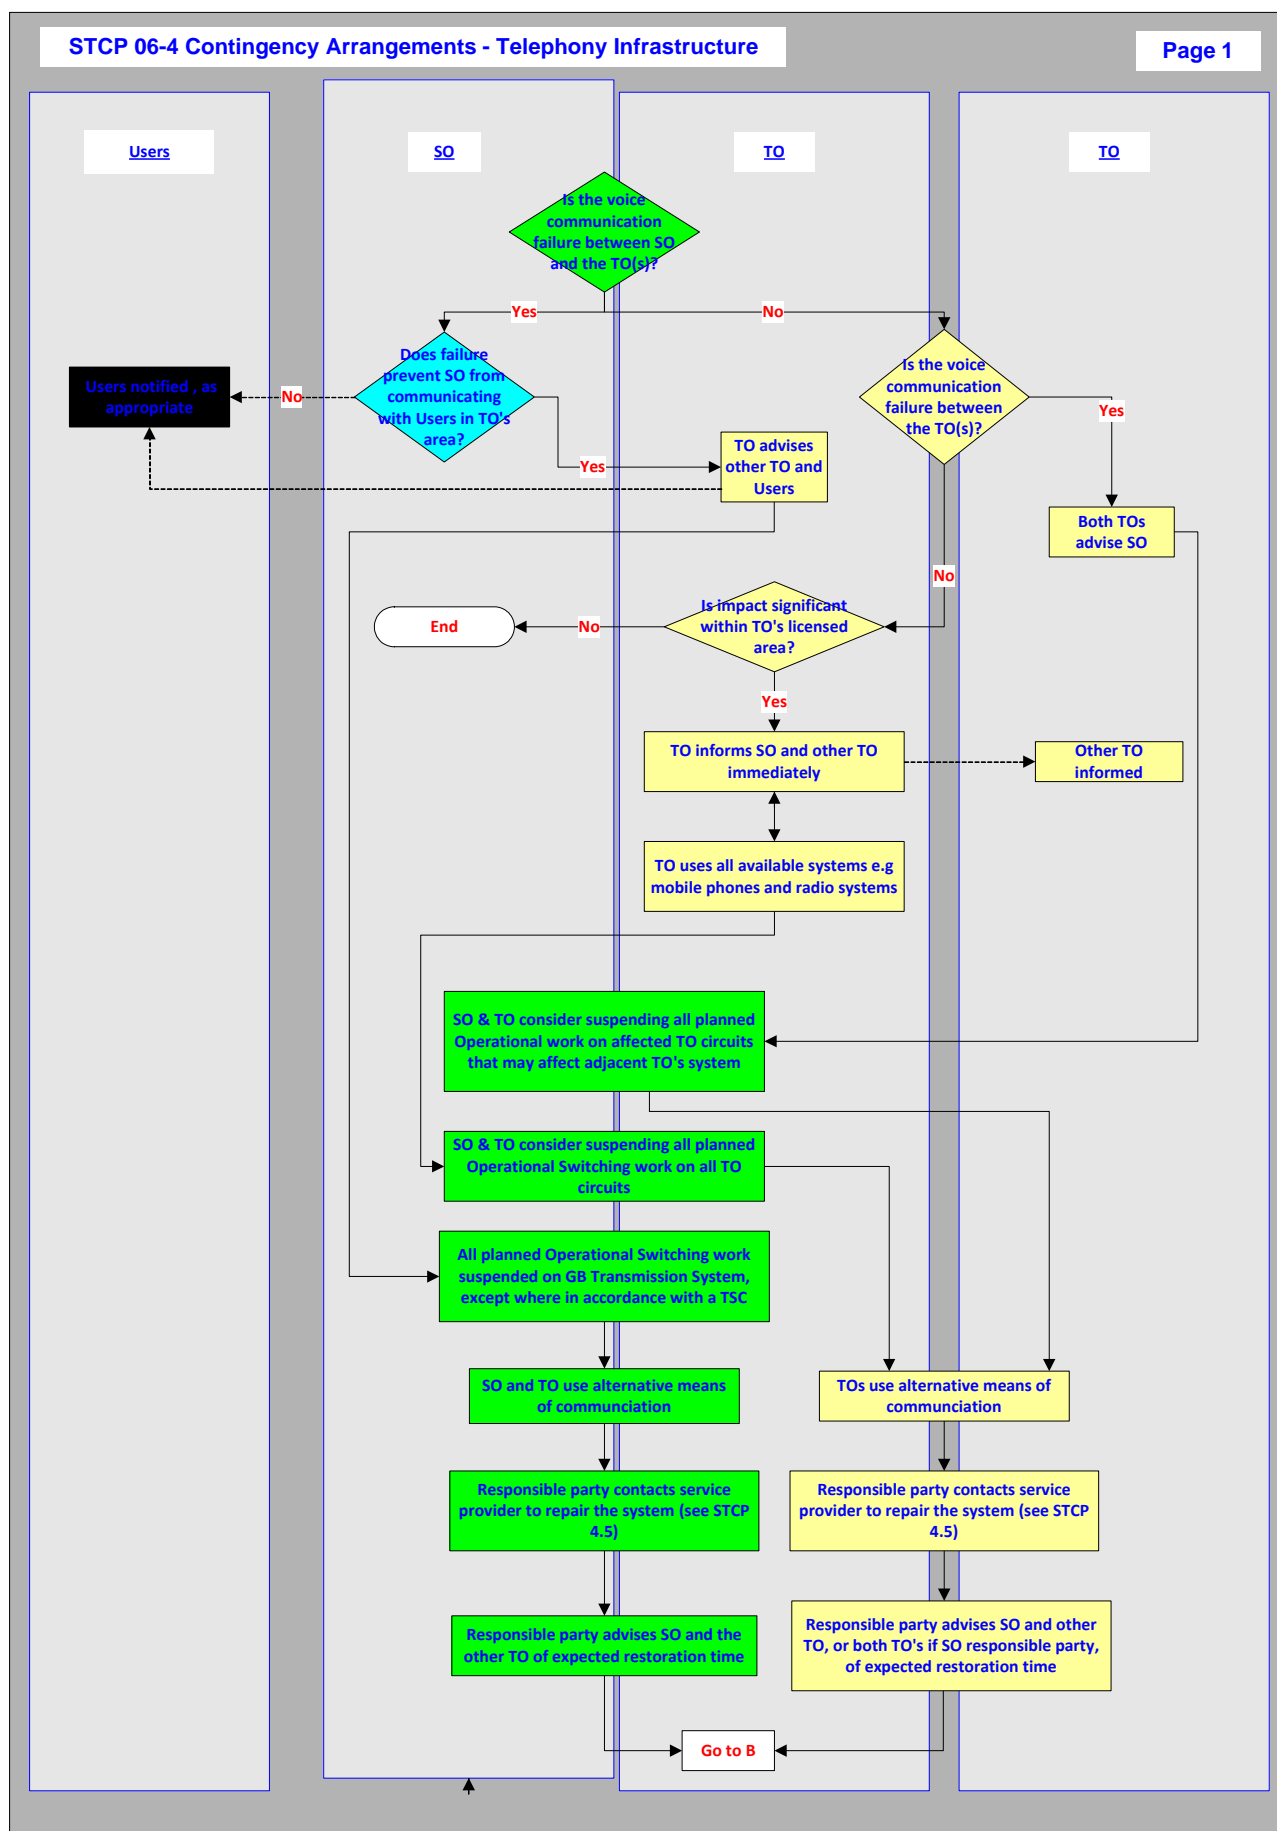 STCP 06-4 Contingency Arrangements - Telephony Infrastructure
Page 1
Users
SO
TO
TO
Is the voice
communication
failure between SO
and the TO(s)?
Yes
No
Does failure
prevent SO from
communicating
with Users in TO's
area?
Is the voice
communication
failure between
the TO(s)?
Users notified , as
appropriate
No
Yes
Yes
TO advises
other TO and
Users
Both TOs
advise SO
No
Is impact significant
within TO's licensed
area?
No
End
Yes
TO informs SO and other TO
immediately
Other TO
informed
TO uses all available systems e.g
mobile phones and radio systems
SO & TO consider suspending all planned
Operational work on affected TO circuits
that may affect adjacent TO's system
SO & TO consider suspending all planned
Operational Switching work on all TO
circuits
All planned Operational Switching work
suspended on GB Transmission System,
except where in accordance with a TSC
SO and TO use alternative means
of communciation
TOs use alternative means of
communciation
Responsible party contacts service
provider to repair the system (see STCP
4.5)
Responsible party contacts service
provider to repair the system (see STCP
4.5)
Responsible party advises SO and the
other TO of expected restoration time
Responsible party advises SO and other
TO, or both TO's if SO responsible party,
of expected restoration time
Go to B